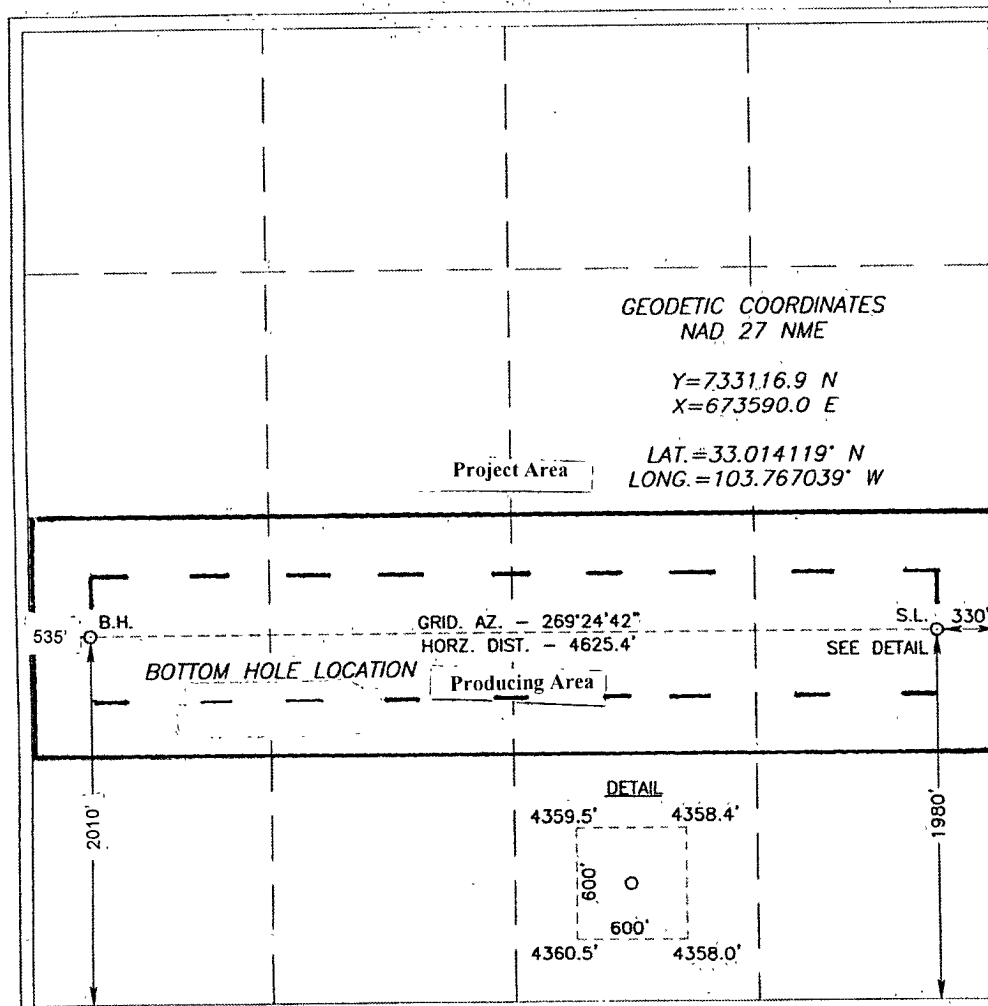 GEODETIC COORDINATES
NAD 27 NME
Y=733116.9 N
X=673590.0 E
LAT.=33.014119° N
LONG.=103.767039° W
Project Area
535'
B.H.
GRID. AZ. - 269°24'42"
HORZ. DIST. - 4625.4'
S.L.
330'
SEE DETAIL
BOTTOM HOLE LOCATION
Producing Area
2010'
1980'
DETAIL
4359.5'
4358.4'
600'
600'
4360.5'
4358.0'